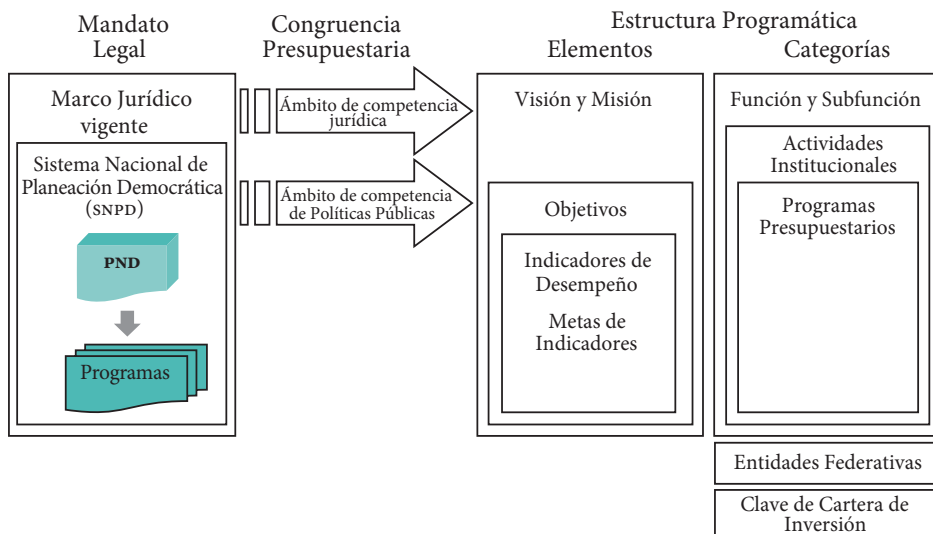 Mandato
Legal
Congruencia
Presupuestaria
Estructura Programática
Elementos
Categorías
Marco Jurídico
vigente
Sistema Nacional de
Planeación Democrática
(SNPD)
PND
Programas
Ámbito de competencia
jurídica
Ámbito de competencia
de Políticas Públicas
Visión y Misión
Objetivos
Indicadores de
Desempeño
Metas de
Indicadores
Función y Subfunción
Actividades
Institucionales
Programas
Presupuestarios
Entidades Federativas
Clave de Cartera de
Inversión